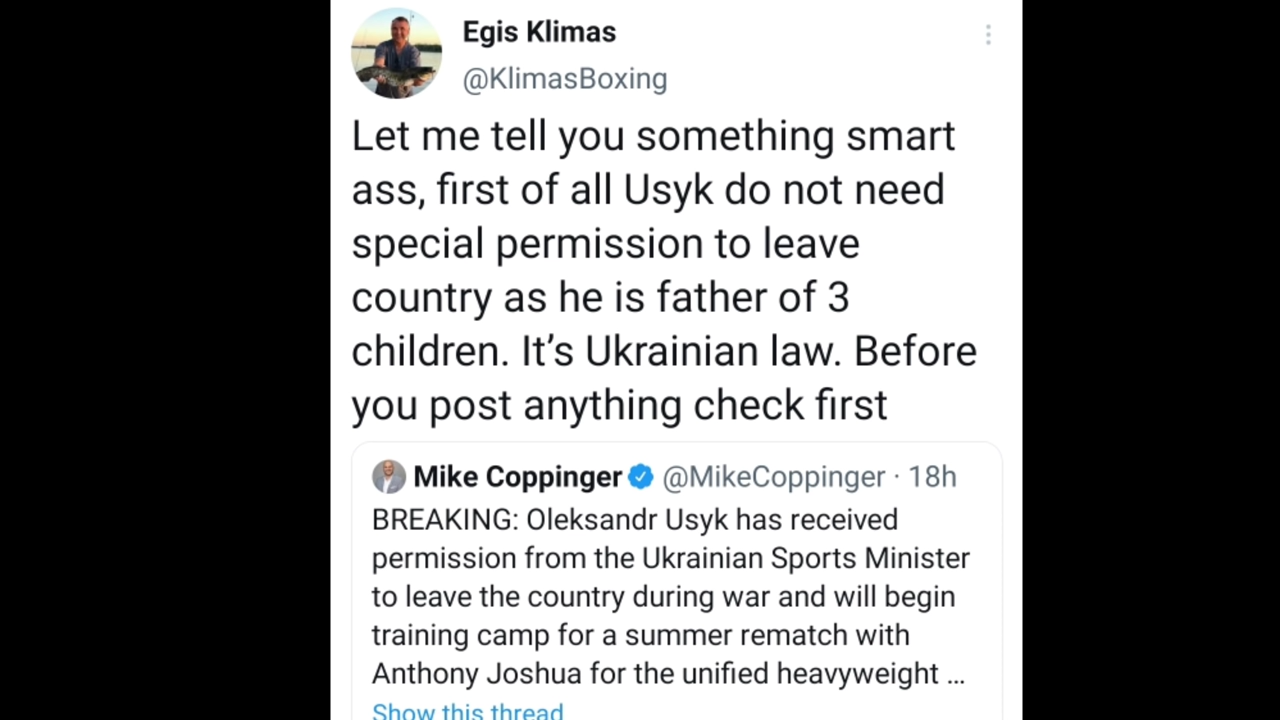 Egis Klimas
@KlimasBoxing
Let me tell you something smart
ass, first of all Usyk do not need
special permission to leave
country as he is father of 3
children. It’s Ukrainian law. Before
you post anything check first
Mike Coppinger @MikeCoppinger · 18h
BREAKING: Oleksandr Usyk has received
permission from the Ukrainian Sports Minister
to leave the country during war and will begin
training camp for a summer rematch with
Anthony Joshua for the unified heavyweight ...
Show this thread